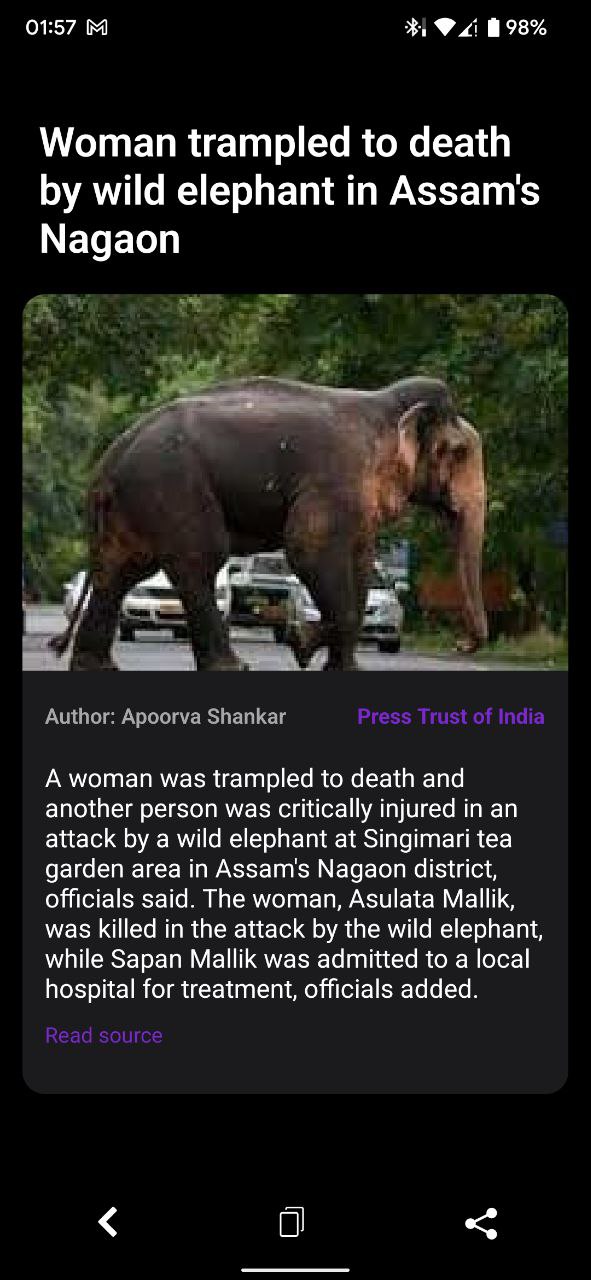 01:57
98%
Woman trampled to death
by wild elephant in Assam's
Nagaon
Author: Apoorva Shankar
Press Trust of India
A woman was trampled to death and
another person was critically injured in an
attack by a wild elephant at Singimari tea
garden area in Assam's Nagaon district,
officials said. The woman, Asulata Mallik,
was killed in the attack by the wild elephant,
while Sapan Mallik was admitted to a local
hospital for treatment, officials added.
Read source